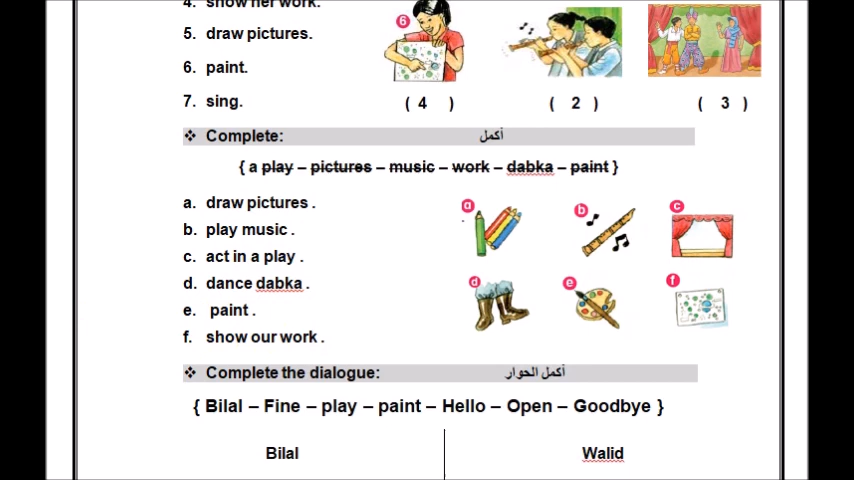 4. show her work.
5. draw pictures.
6. paint.
7. sing.
6
( 4 ) ( 2 ) ( 3 )
❖ Complete: أكمل
{ a play – pictures – music – work – dabka – paint }
a. draw pictures .
b. play music .
c. act in a play .
d. dance dabka .
e. paint .
f. show our work .
a b c
d e f
❖ Complete the dialogue: أكمل الحوار
{ Bilal – Fine – play – paint – Hello – Open – Goodbye }
Bilal Walid